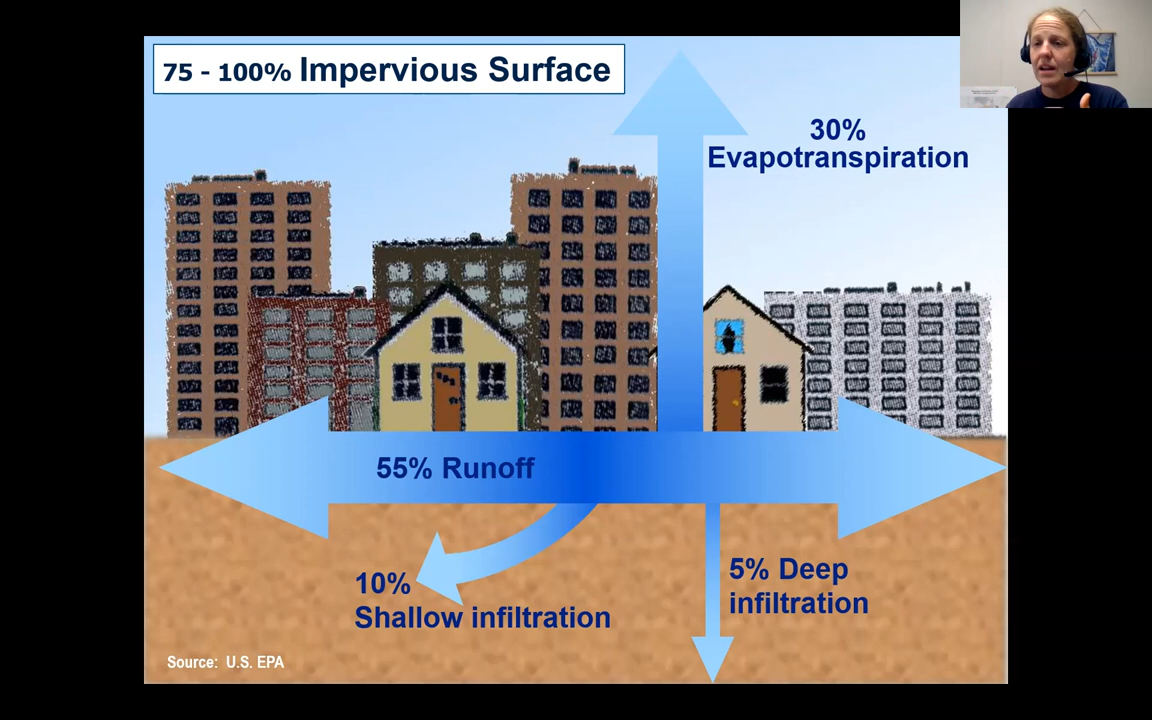 75 - 100% Impervious Surface
30%
Evapotranspiration
55% Runoff
10%
Shallow infiltration
5% Deep
infiltration
Source: U.S. EPA